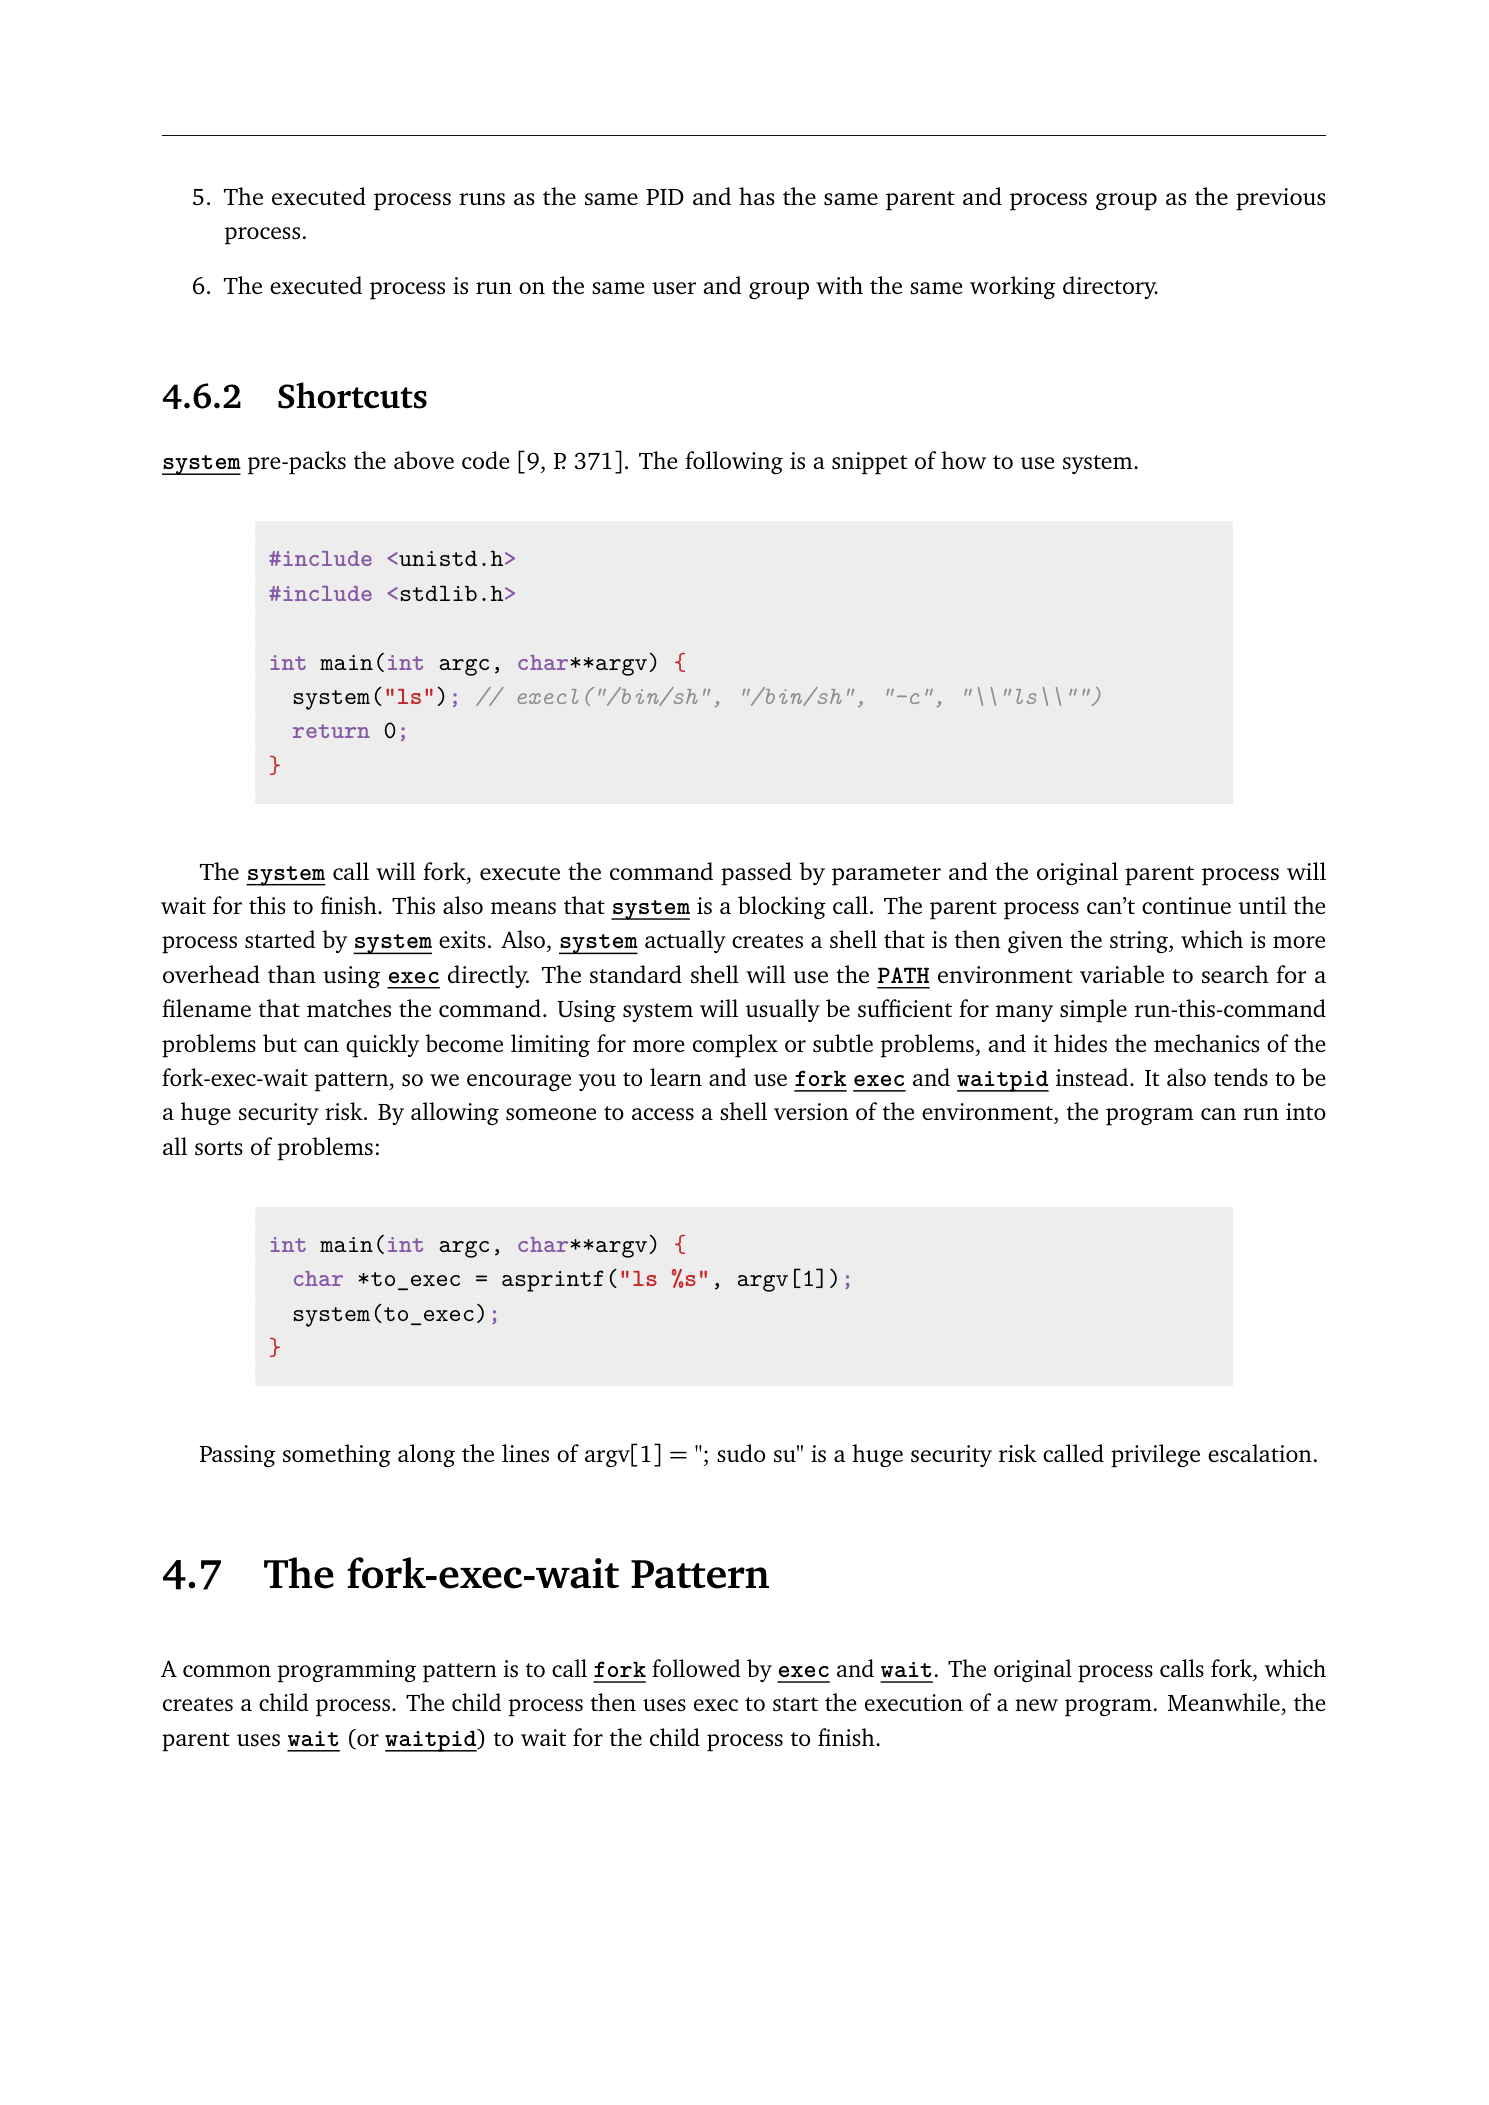 5. The executed process runs as the same PID and has the same parent and process group as the previous
process.
6. The executed process is run on the same user and group with the same working directory.
4.6.2 Shortcuts
system pre-packs the above code [9, P. 371]. The following is a snippet of how to use system.
#include <unistd.h>
#include <stdlib.h>
int main(int argc, char**argv) {
  system("ls"); // execl("/bin/sh", "/bin/sh", "-c", "\\"ls\\"")
  return 0;
}
The system call will fork, execute the command passed by parameter and the original parent process will
wait for this to finish. This also means that system is a blocking call. The parent process can’t continue until the
process started by system exits. Also, system actually creates a shell that is then given the string, which is more
overhead than using exec directly. The standard shell will use the PATH environment variable to search for a
filename that matches the command. Using system will usually be sufficient for many simple run-this-command
problems but can quickly become limiting for more complex or subtle problems, and it hides the mechanics of the
fork-exec-wait pattern, so we encourage you to learn and use fork exec and waitpid instead. It also tends to be
a huge security risk. By allowing someone to access a shell version of the environment, the program can run into
all sorts of problems:
int main(int argc, char**argv) {
  char *to_exec = asprintf("ls %s", argv[1]);
  system(to_exec);
}
Passing something along the lines of argv[1] = "; sudo su" is a huge security risk called privilege escalation.
4.7 The fork-exec-wait Pattern
A common programming pattern is to call fork followed by exec and wait. The original process calls fork, which
creates a child process. The child process then uses exec to start the execution of a new program. Meanwhile, the
parent uses wait (or waitpid) to wait for the child process to finish.